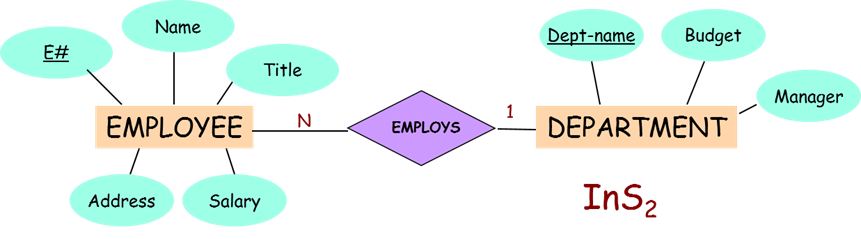 Name
E#
Title
Dept-name
Budget
Manager
EMPLOYEE
N
EMPLOYS
1
DEPARTMENT
Address
Salary
InS2